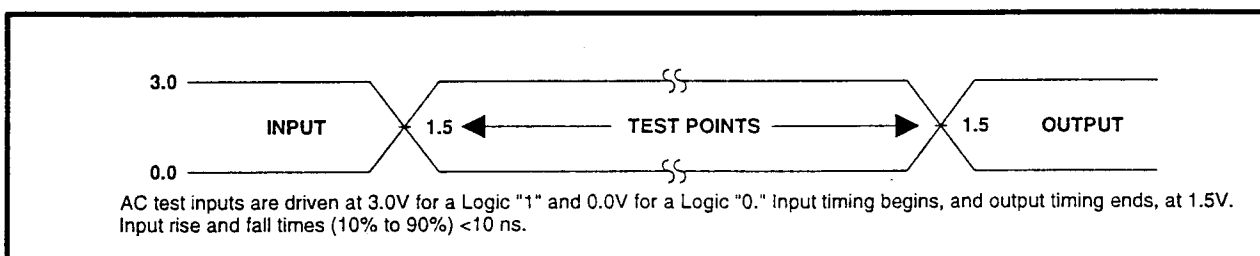 3.0
INPUT 1.5 TEST POINTS 1.5 OUTPUT
0.0
AC test inputs are driven at 3.0V for a Logic "1" and 0.0V for a Logic "0." Input timing begins, and output timing ends, at 1.5V.
Input rise and fall times (10% to 90%) <10 ns.